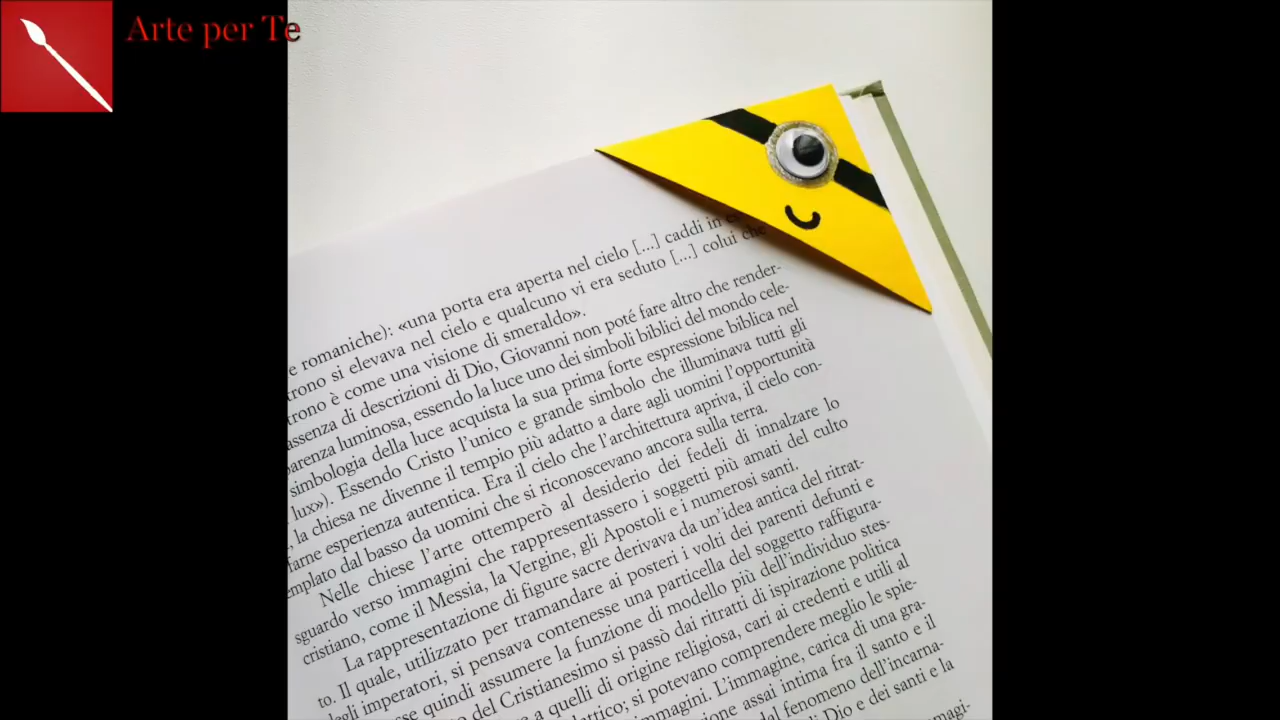 Arte per Te
e romaniche): «una porta era aperta nel cielo [...] caddi in
trono si elevava nel cielo e qualcuno vi era seduto [...] colui che
trono è come una visione di smeraldo».
assenza di descrizioni di Dio, Giovanni non poté fare altro che render-
parenza luminosa, essendo la luce uno dei simboli biblici del mondo cele-
simbologia della luce acquista la sua prima forte espressione biblica nel
lux»). Essendo Cristo l'unico e grande simbolo che illuminava tutti gli
, la chiesa ne divenne il tempio più adatto a dare agli uomini l'opportunità
farne esperienza autentica. Era il cielo che l'architettura apriva, il cielo con-
emplato dal basso da uomini che si riconoscevano ancora sulla terra.
Nelle chiese l'arte ottemperò al desiderio dei fedeli di innalzare lo
sguardo verso immagini che rappresentassero i soggetti più amati del culto
cristiano, come il Messia, la Vergine, gli Apostoli e i numerosi santi.
La rappresentazione di figure sacre derivava da un'idea antica del ritrat-
to. Il quale, utilizzato per tramandare ai posteri i volti dei parenti defunti e
degli imperatori, si pensava contenesse una particella del soggetto raffigura-
sse quindi assumere la funzione di modello più dell'individuo stes-
o del Cristianesimo si passò dai ritratti di ispirazione politica
e a quelli di origine religiosa, cari ai credenti e utili al
dattico; si potevano comprendere meglio le spie-
mmagini. L'immagine, carica di una gra-
zione assai intima fra il santo e il
dal fenomeno dell'incarna-
di Dio e dei santi e la
magi-